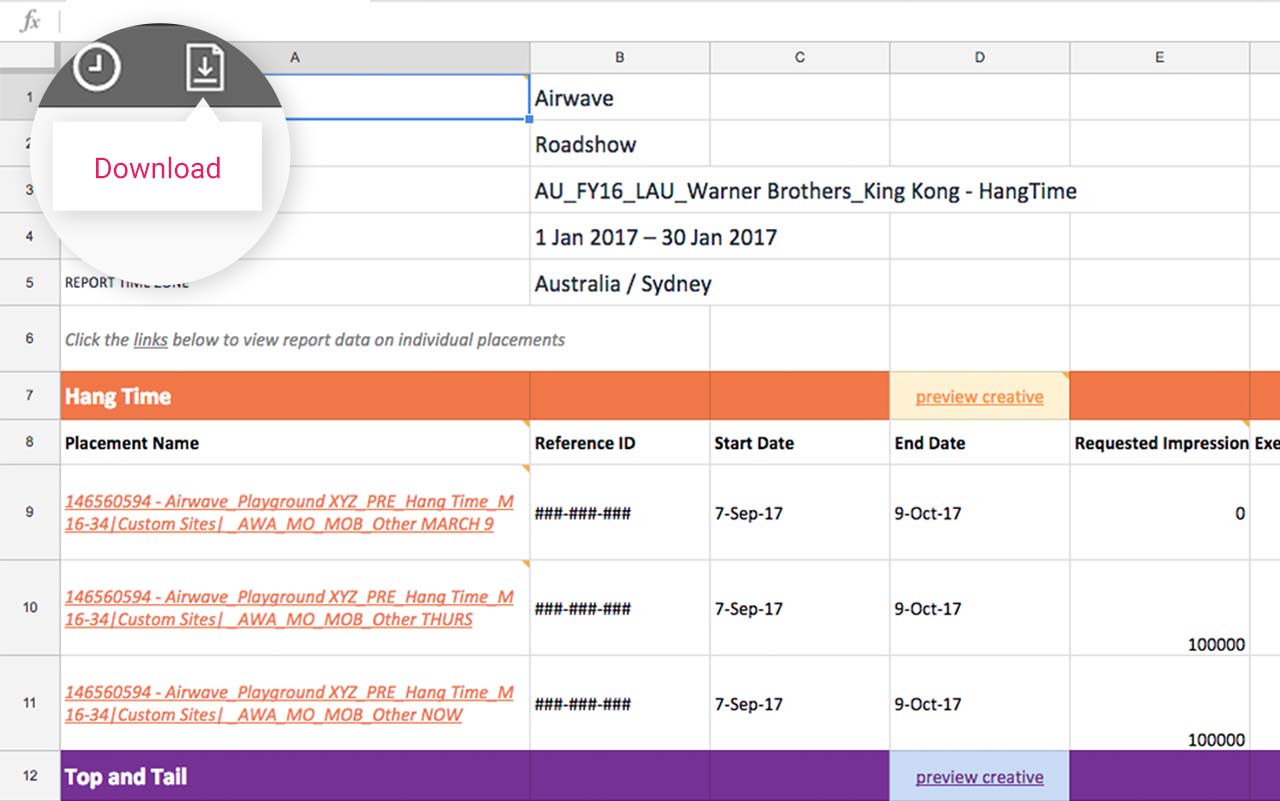 fx
A B C D E
1 Airwave
2 Roadshow
Download
3 AU_FY16_LAU_Warner Brothers_King Kong - HangTime
4 1 Jan 2017 – 30 Jan 2017
5 REPORT TIME ZONE Australia / Sydney
6 Click the links below to view report data on individual placements
7 Hang Time preview creative
8 Placement Name Reference ID Start Date End Date Requested Impression Exe
146560594 - Airwave_Playground XYZ_PRE_Hang Time_M
9 ###-###-### 7-Sep-17 9-Oct-17 0
16-34|Custom Sites|_AWA_MO_MOB_Other MARCH 9
146560594 - Airwave_Playground XYZ_PRE_Hang Time_M
10 ###-###-### 7-Sep-17 9-Oct-17
16-34|Custom Sites|_AWA_MO_MOB_Other THURS
100000
146560594 - Airwave_Playground XYZ_PRE_Hang Time_M
11 ###-###-### 7-Sep-17 9-Oct-17
16-34|Custom Sites|_AWA_MO_MOB_Other NOW
100000
12 Top and Tail preview creative